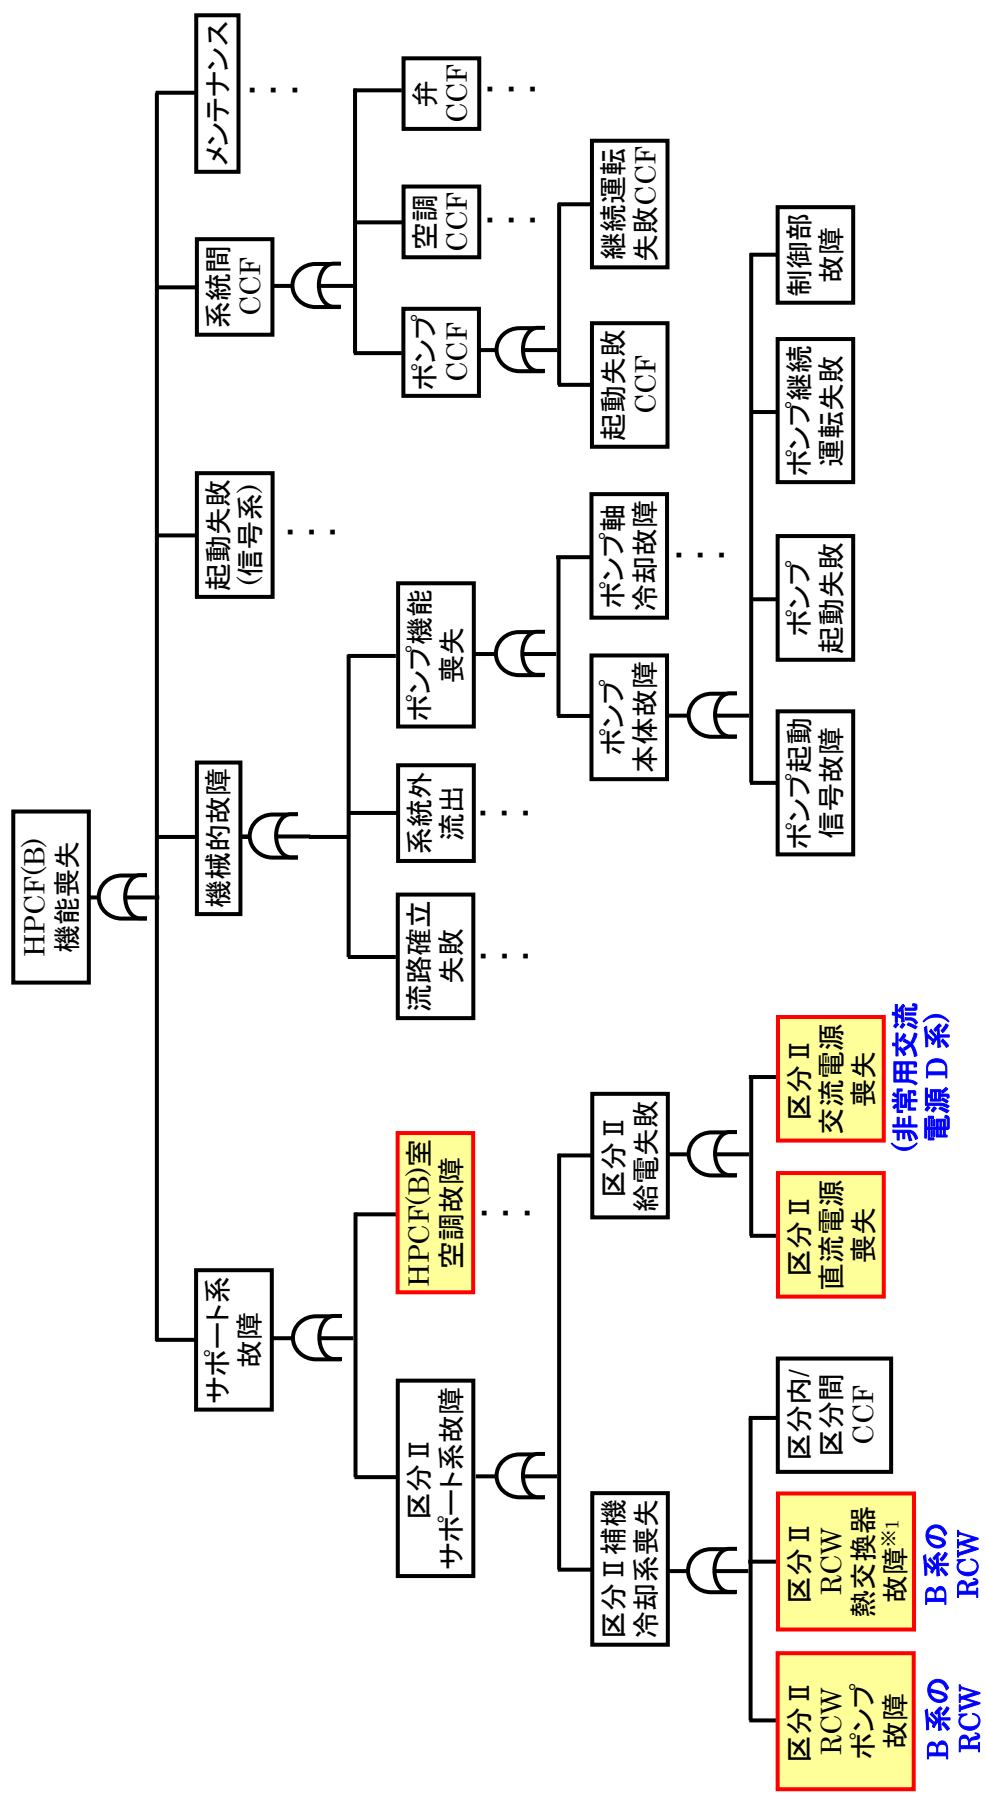 HPCF(B)
機能喪失
サポート系
故障
機械的故障
起動失敗
(信号系)
・・・
系統間
CCF
メンテナンス
・・・
区分Ⅱ
サポート系故障
HPCF(B)室
空調故障
・・・
流路確立
失敗
・・・
系統外
流出
・・・
ポンプ機能
喪失
ポンプ
CCF
空調
CCF
・・・
弁
CCF
・・・
区分Ⅱ補機
冷却系喪失
区分Ⅱ
給電失敗
ポンプ
本体故障
ポンプ軸
冷却故障
・・・
起動失敗
CCF
継続運転
失敗CCF
区分Ⅱ
RCW
ポンプ
故障
B系の
RCW
区分Ⅱ
RCW
熱交換器
故障※1
B系の
RCW
区分内/
区分間
CCF
区分Ⅱ
直流電源
喪失
区分Ⅱ
交流電源
喪失
(非常用交流
電源D系)
ポンプ起動
信号故障
ポンプ
起動失敗
ポンプ継続
運転失敗
制御部
故障